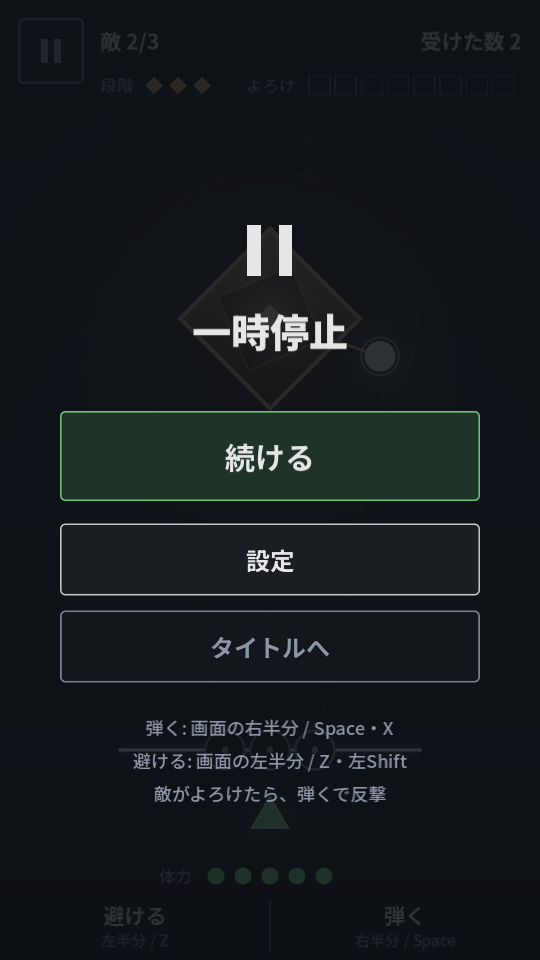 敵 2/3
受けた数 2
段階
よろけ
一時停止
続ける
設定
タイトルへ
弾く: 画面の右半分 / Space・X
避ける: 画面の左半分 / Z・左Shift
敵がよろけたら、弾くで反撃
体力
避ける
弾く
左半分 / Z
右半分 / Space